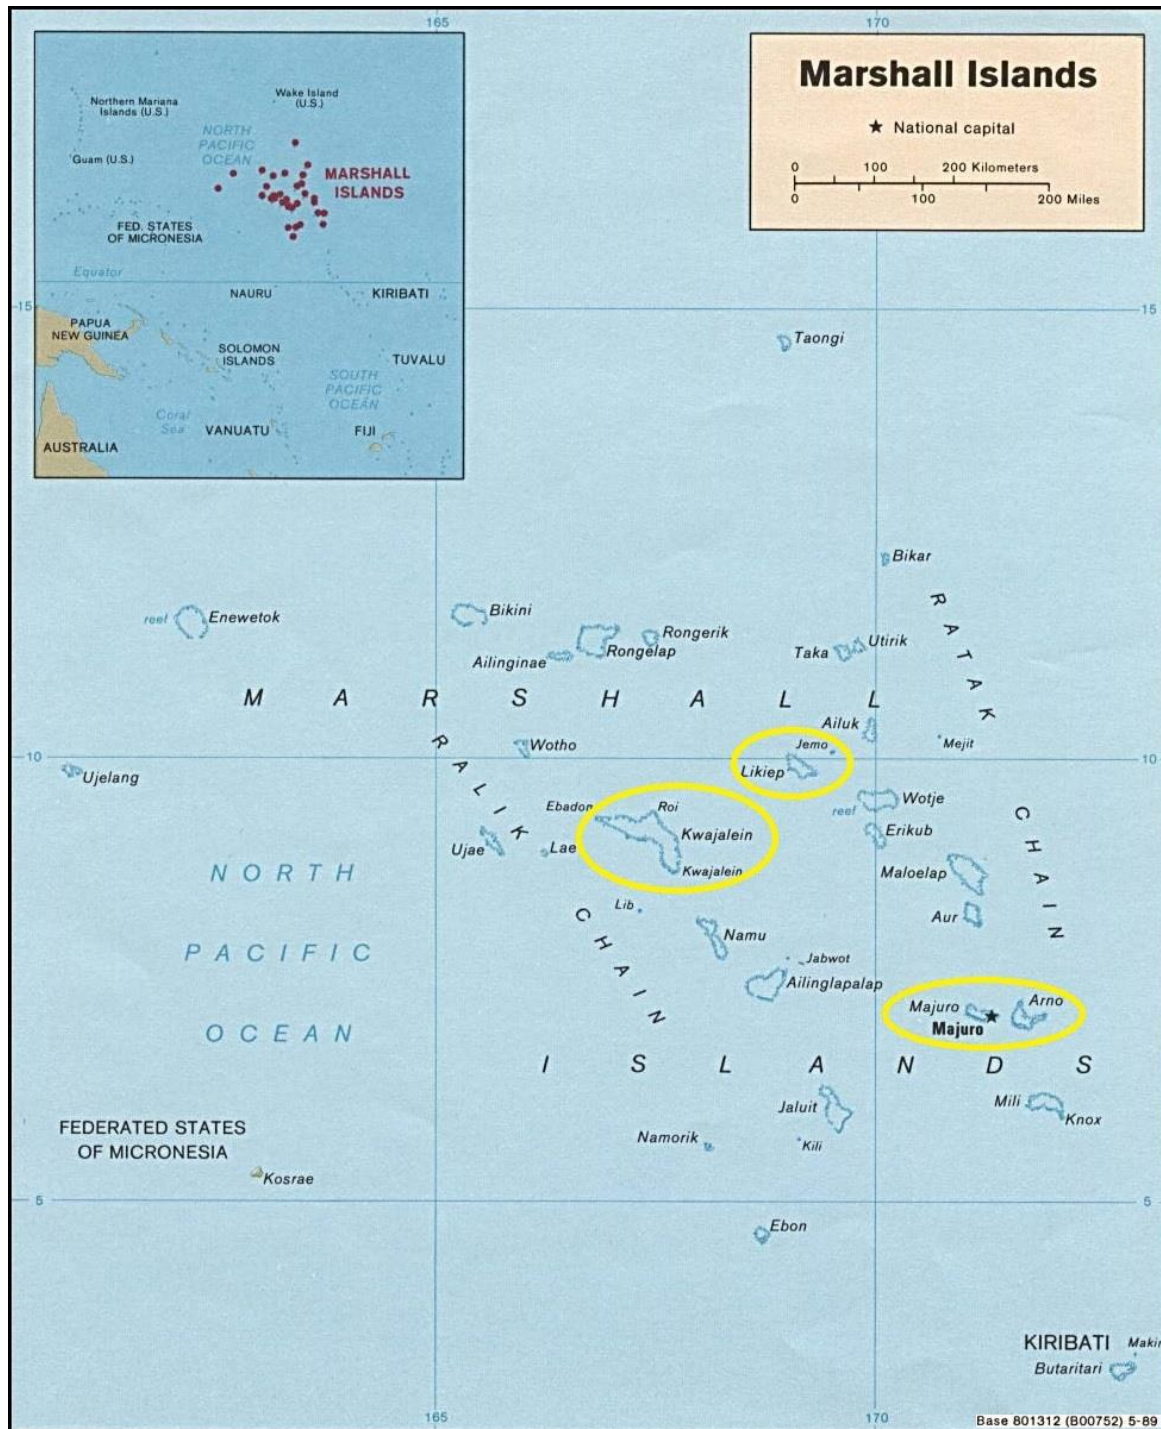 165
170
Marshall Islands
★ National capital
0 100 200 Kilometers
0 100 200 Miles
Northern Mariana
Islands (U.S.)
Wake Island
(U.S.)
NORTH
PACIFIC
OCEAN
Guam (U.S.)
MARSHALL
ISLANDS
FED. STATES
OF MICRONESIA
Equator
NAURU
KIRIBATI
PAPUA
NEW GUINEA
SOLOMON
ISLANDS
TUVALU
SOUTH
PACIFIC
OCEAN
Coral
Sea
VANUATU
FIJI
AUSTRALIA
15
15
Taongi
Bikar
reef
Enewetok
Bikini
Rongerik
Rongelap
Ailinginae
Taka
Utirik
RATAK
MARSHALL
Ailuk
Jemo
Mejit
Likiep
Wotho
RALIK
10
10
Ujelang
Ebadon
Roi
Kwajalein
Kwajalein
Wotje
reef
Erikub
Ujae
Lae
Maloelap
CHAIN
NORTH
PACIFIC
OCEAN
Lib
CHAIN
Aur
Namu
Jabwot
Ailinglapalap
Majuro
Arno
Majuro
ISLANDS
Jaluit
Mili
Knox
Namorik
Kili
FEDERATED STATES
OF MICRONESIA
Kosrae
5
5
Ebon
KIRIBATI
Makin
Butaritari
165
170
Base 801312 (B00752) 5-89